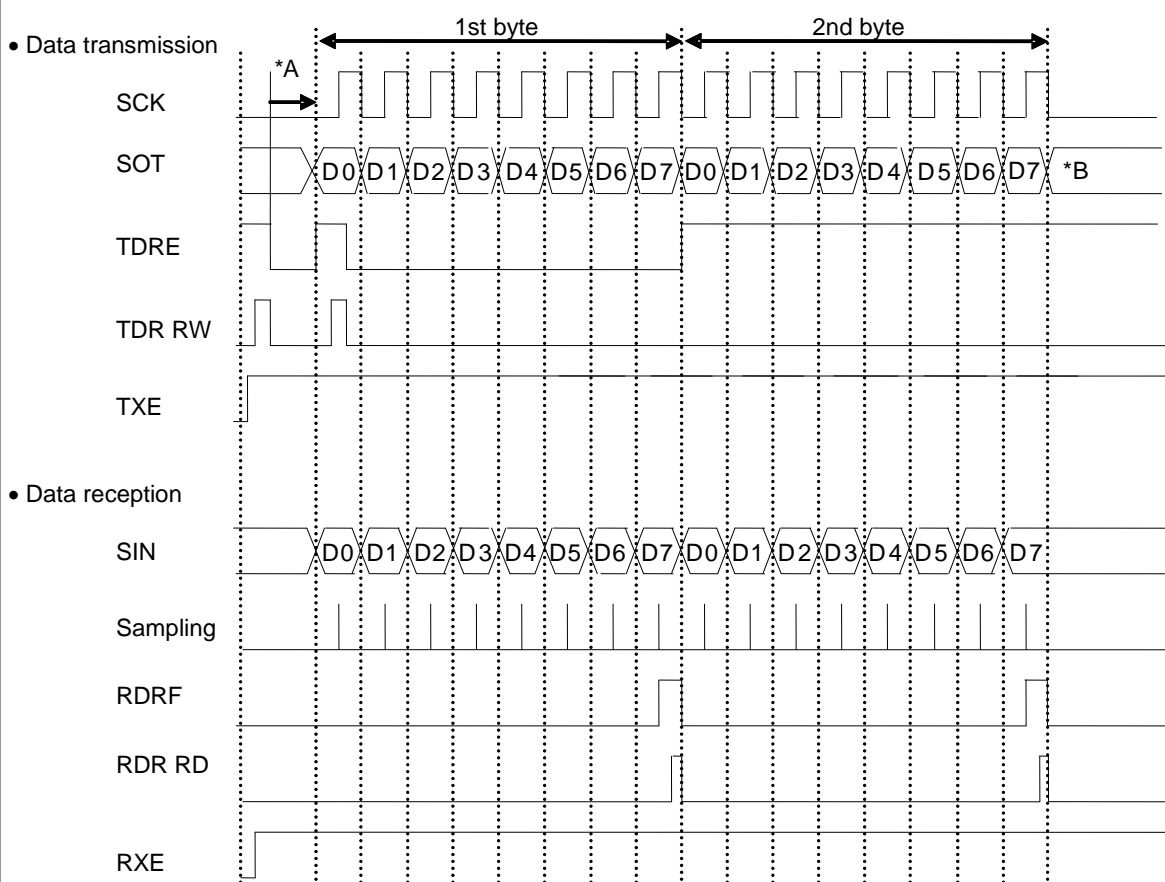 1st byte 2nd byte
• Data transmission
*A
SCK
SOT D0 D1 D2 D3 D4 D5 D6 D7 D0 D1 D2 D3 D4 D5 D6 D7 *B
TDRE
TDR RW
TXE
• Data reception
SIN D0 D1 D2 D3 D4 D5 D6 D7 D0 D1 D2 D3 D4 D5 D6 D7
Sampling
RDRF
RDR RD
RXE